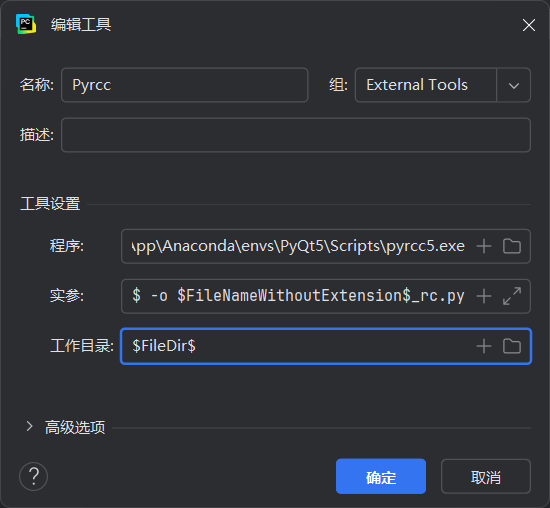 PC 编辑工具
名称: Pyrcc 组: External Tools
描述:
工具设置
程序: App\Anaconda\envs\PyQt5\Scripts\pyrcc5.exe
实参: $ -o $FileNameWithoutExtension$_rc.py
工作目录: $FileDir$
高级选项
? 确定 取消